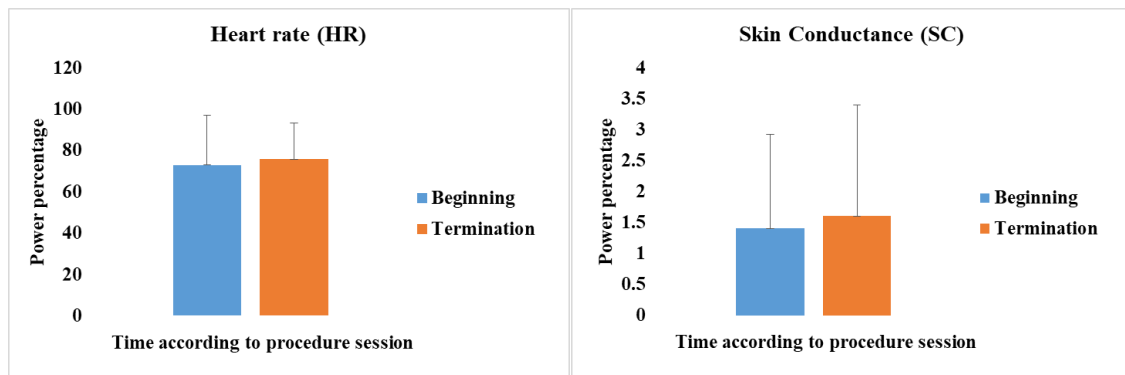 Heart rate (HR)
120
100
80
60
40
20
0
Power percentage
Beginning
Termination
Time according to procedure session
Skin Conductance (SC)
4
3.5
3
2.5
2
1.5
1
0.5
0
Power percentage
Beginning
Termination
Time according to procedure session